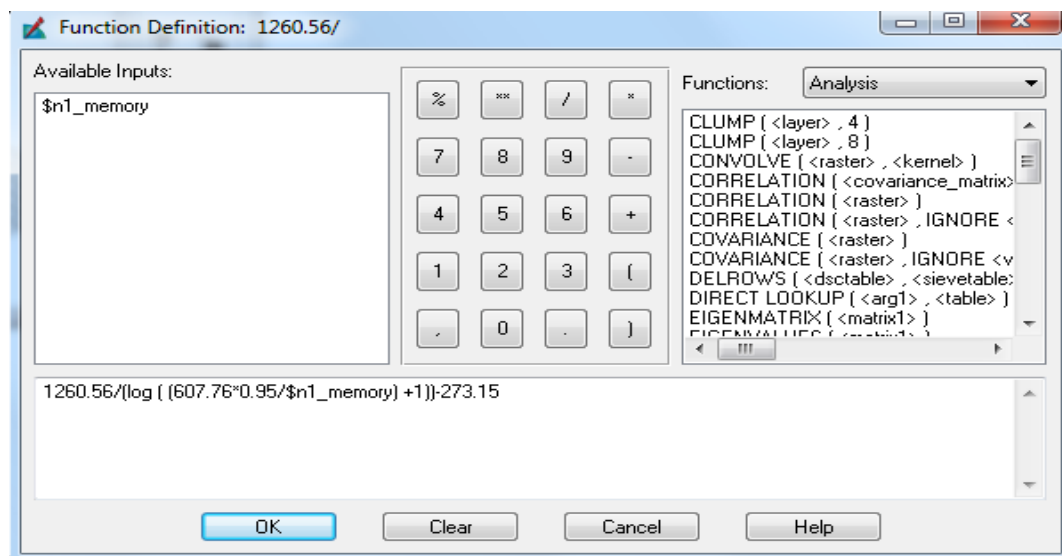 Function Definition: 1260.56/
Available Inputs:
$n1_memory
% ** / *
7 8 9 -
4 5 6 +
1 2 3 (
, 0 . )
Functions: Analysis
CLUMP ( <layer> , 4 )
CLUMP ( <layer> , 8 )
CONVOLVE ( <raster> , <kernel> )
CORRELATION ( <covariance_matrix>
CORRELATION ( <raster> )
CORRELATION ( <raster> , IGNORE <
COVARIANCE ( <raster> )
COVARIANCE ( <raster> , IGNORE <v
DELROWS ( <dsctable> , <sievetable>
DIRECT LOOKUP ( <arg1> , <table> )
EIGENMATRIX ( <matrix1> )
EIGENVALUES ( <matrix1> )
1260.56/(log ( (607.76*0.95/$n1_memory) +1))-273.15
OK Clear Cancel Help